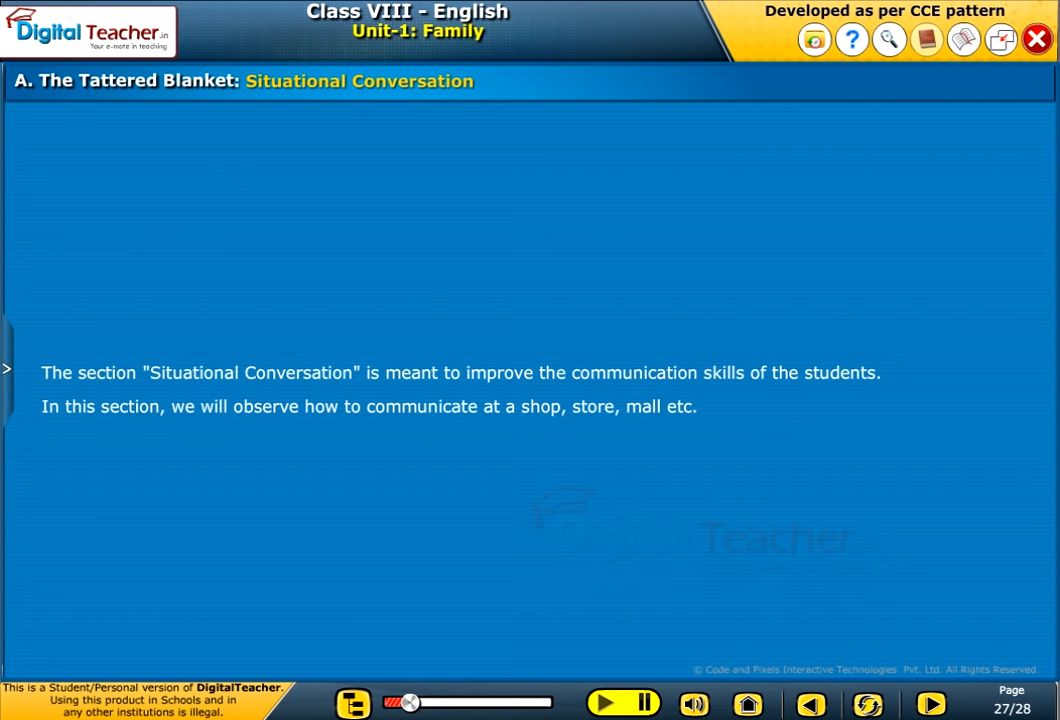 Digital Teacher.in
Your e-mate in teaching
Class VIII - English
Unit-1: Family
Developed as per CCE pattern
?
A. The Tattered Blanket: Situational Conversation
>
The section "Situational Conversation" is meant to improve the communication skills of the students.
In this section, we will observe how to communicate at a shop, store, mall etc.
Digital Teacher
© Code and Pixels Interactive Technologies Pvt. Ltd. All Rights Reserved.
This is a Student/Personal version of DigitalTeacher.
Using this product in Schools and in
any other institutions is illegal.
Page
27/28